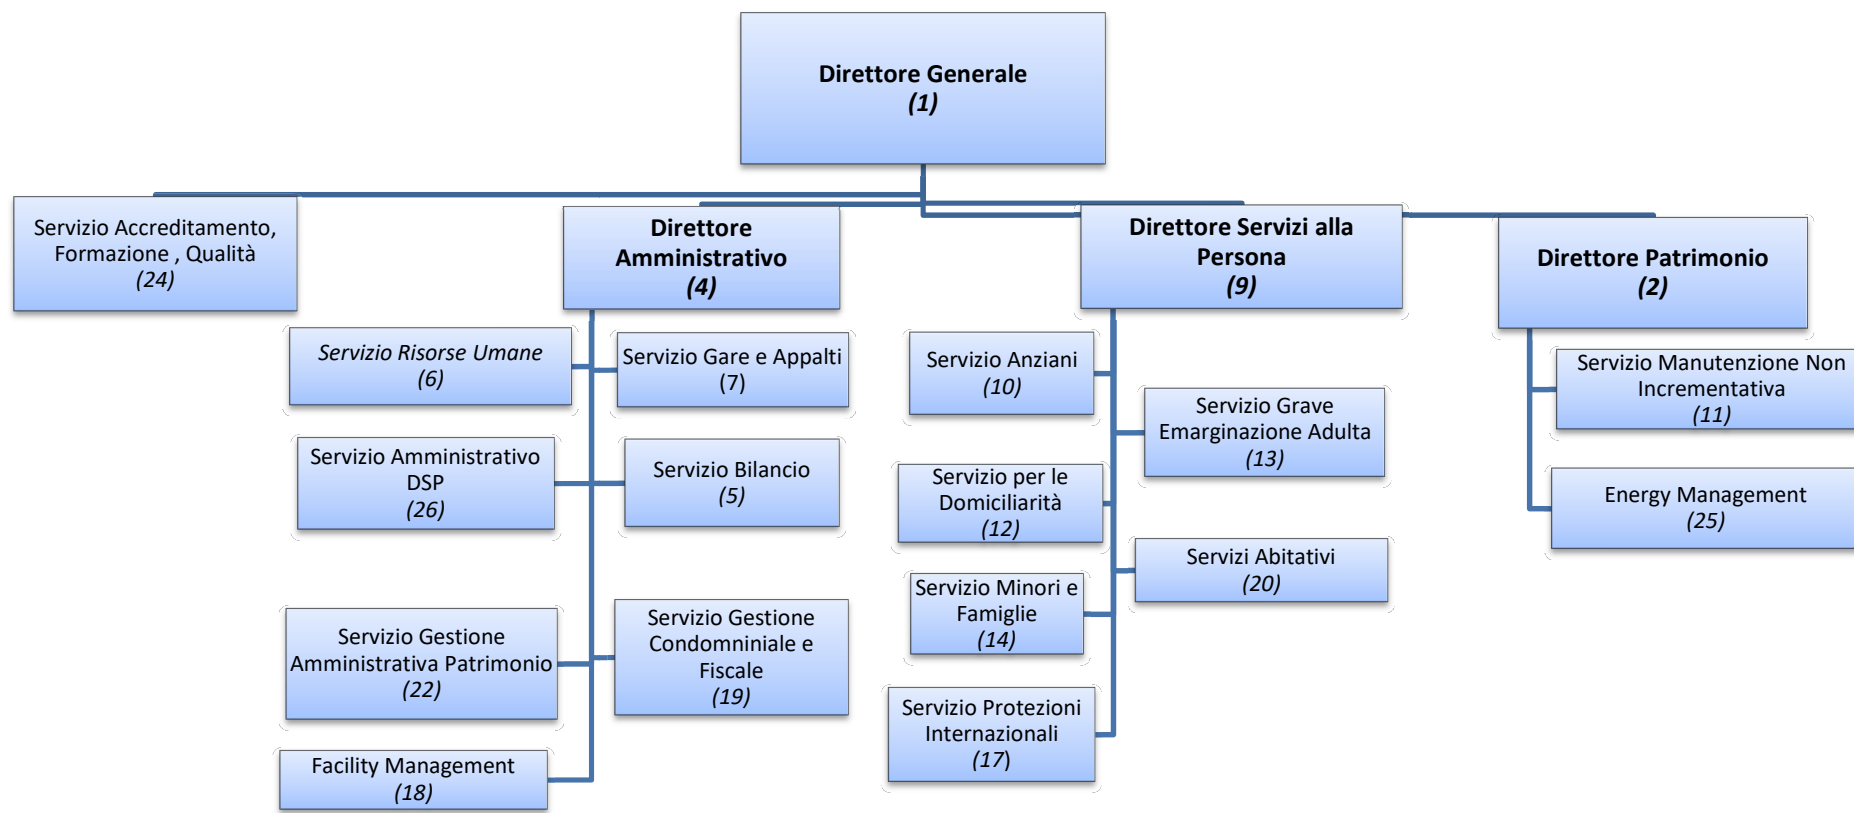 Direttore Generale
(1)
Servizio Accreditamento,
Formazione , Qualità
(24)
Direttore
Amministrativo
(4)
Direttore Servizi alla
Persona
(9)
Direttore Patrimonio
(2)
Servizio Risorse Umane
(6)
Servizio Gare e Appalti
(7)
Servizio Amministrativo
DSP
(26)
Servizio Bilancio
(5)
Servizio Gestione
Amministrativa Patrimonio
(22)
Servizio Gestione
Condomniniale e
Fiscale
(19)
Facility Management
(18)
Servizio Anziani
(10)
Servizio Grave
Emarginazione Adulta
(13)
Servizio per le
Domiciliarità
(12)
Servizi Abitativi
(20)
Servizio Minori e
Famiglie
(14)
Servizio Protezioni
Internazionali
(17)
Servizio Manutenzione Non
Incrementativa
(11)
Energy Management
(25)